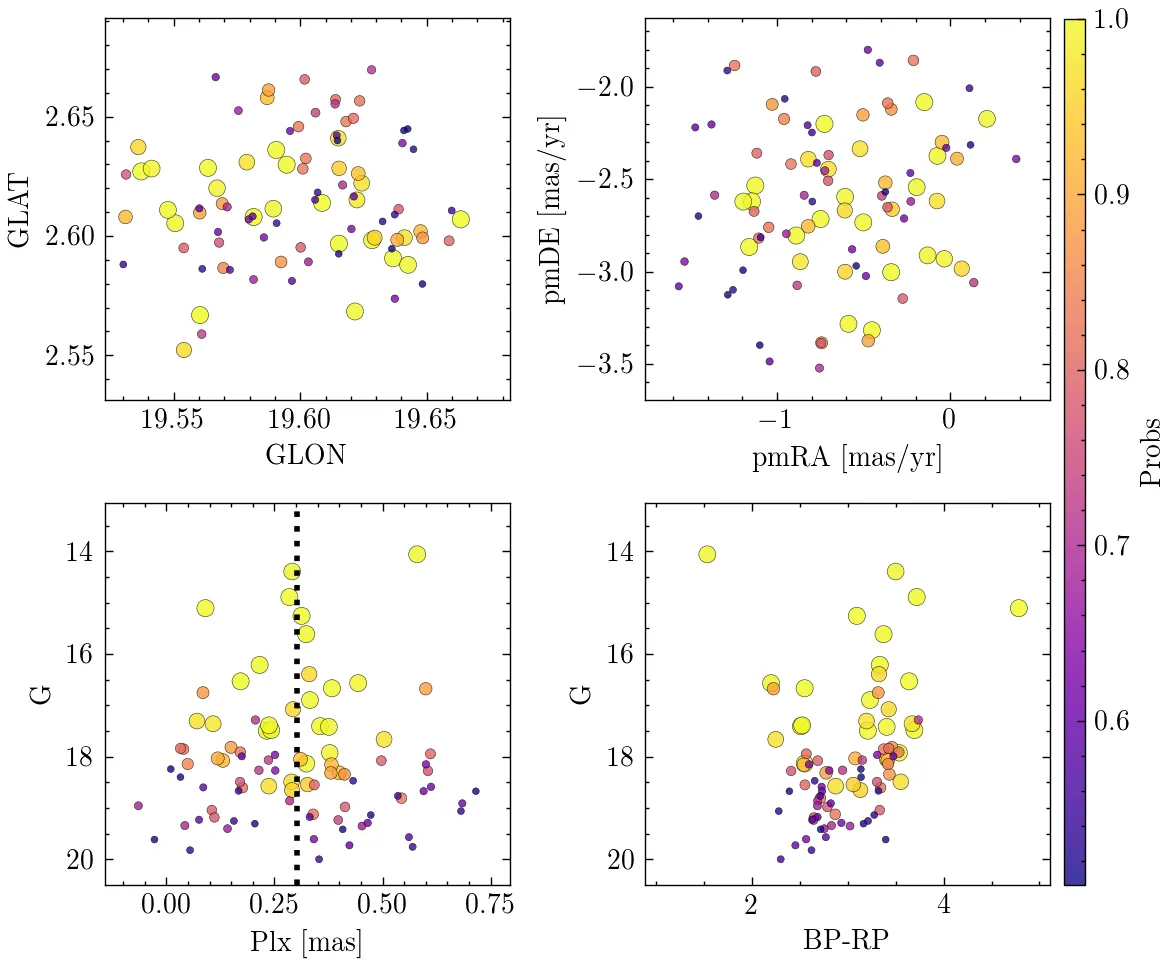 2.65
2.60
2.55
GLAT
19.55 19.60 19.65
GLON
−2.0
−2.5
−3.0
−3.5
pmDE [mas/yr]
−1 0
pmRA [mas/yr]
1.0
0.9
0.8
0.7
0.6
Probs
14
16
18
20
G
0.00 0.25 0.50 0.75
Plx [mas]
14
16
18
20
G
2 4
BP-RP